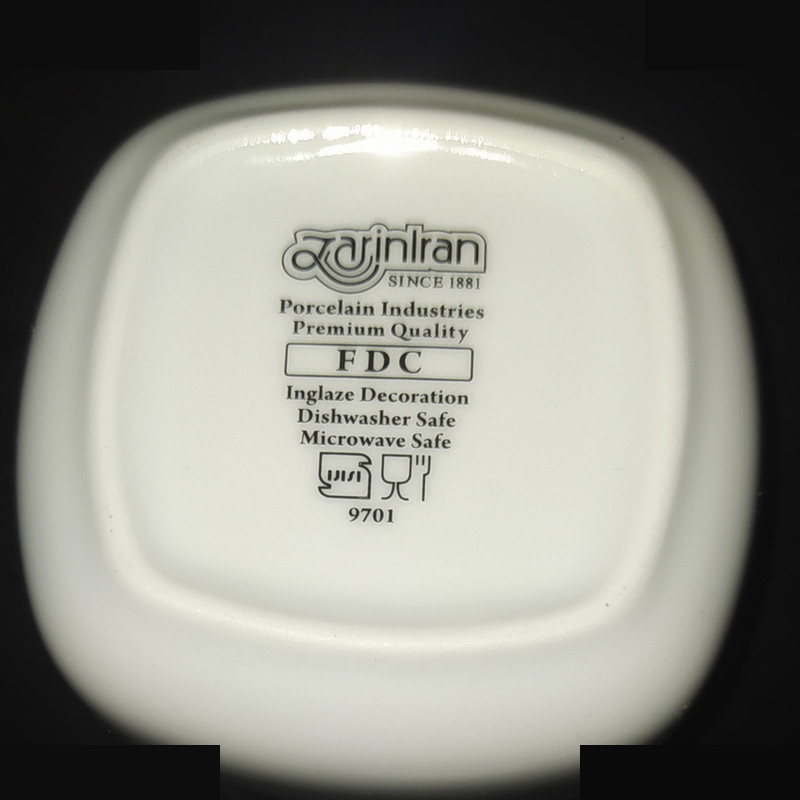 ZarinIran
SINCE 1881
Porcelain Industries
Premium Quality
FDC
Inglaze Decoration
Dishwasher Safe
Microwave Safe
9701